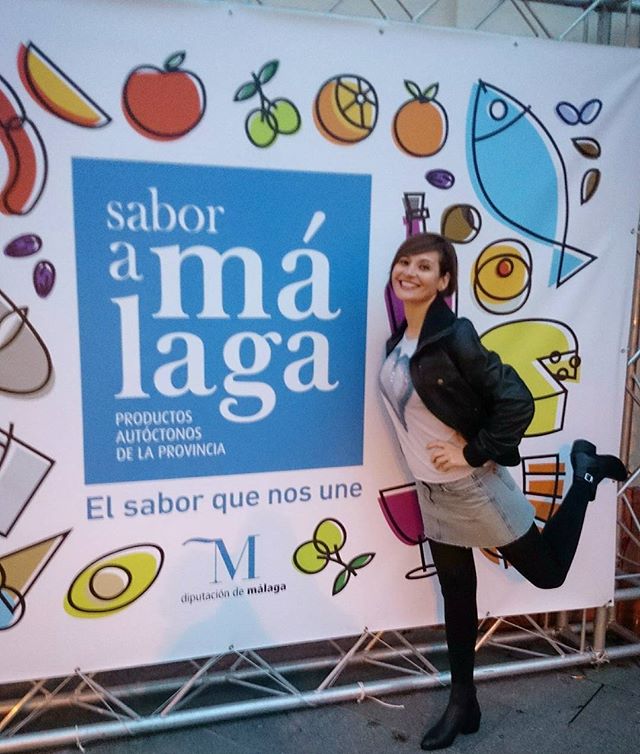 sabor
a má
laga
PRODUCTOS
AUTÓCTONOS
DE LA PROVINCIA
El sabor que nos une
M
diputación de málaga